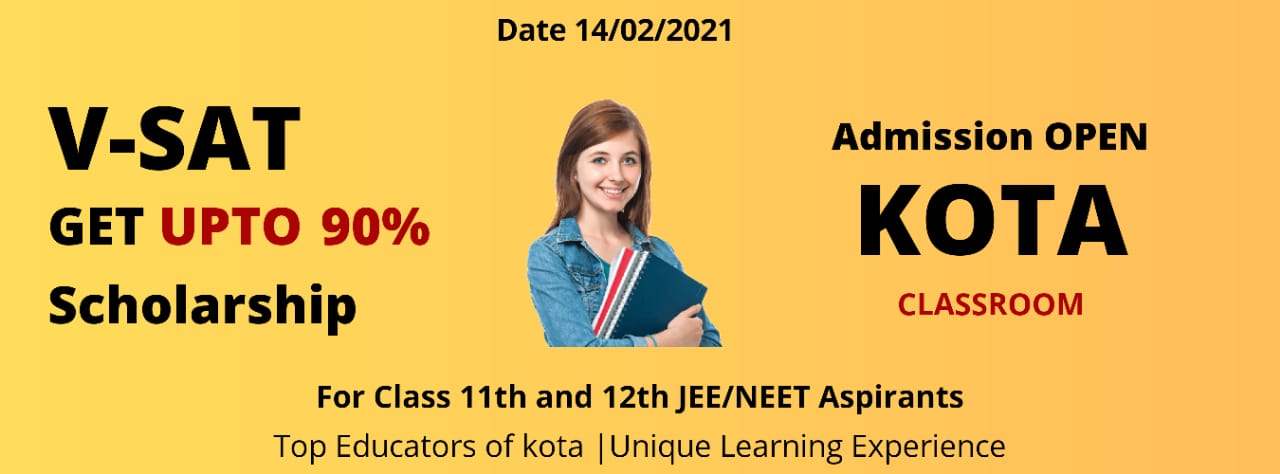 Date 14/02/2021
V-SAT
GET UPTO 90%
Scholarship
Admission OPEN
KOTA
CLASSROOM
For Class 11th and 12th JEE/NEET Aspirants
Top Educators of kota |Unique Learning Experience